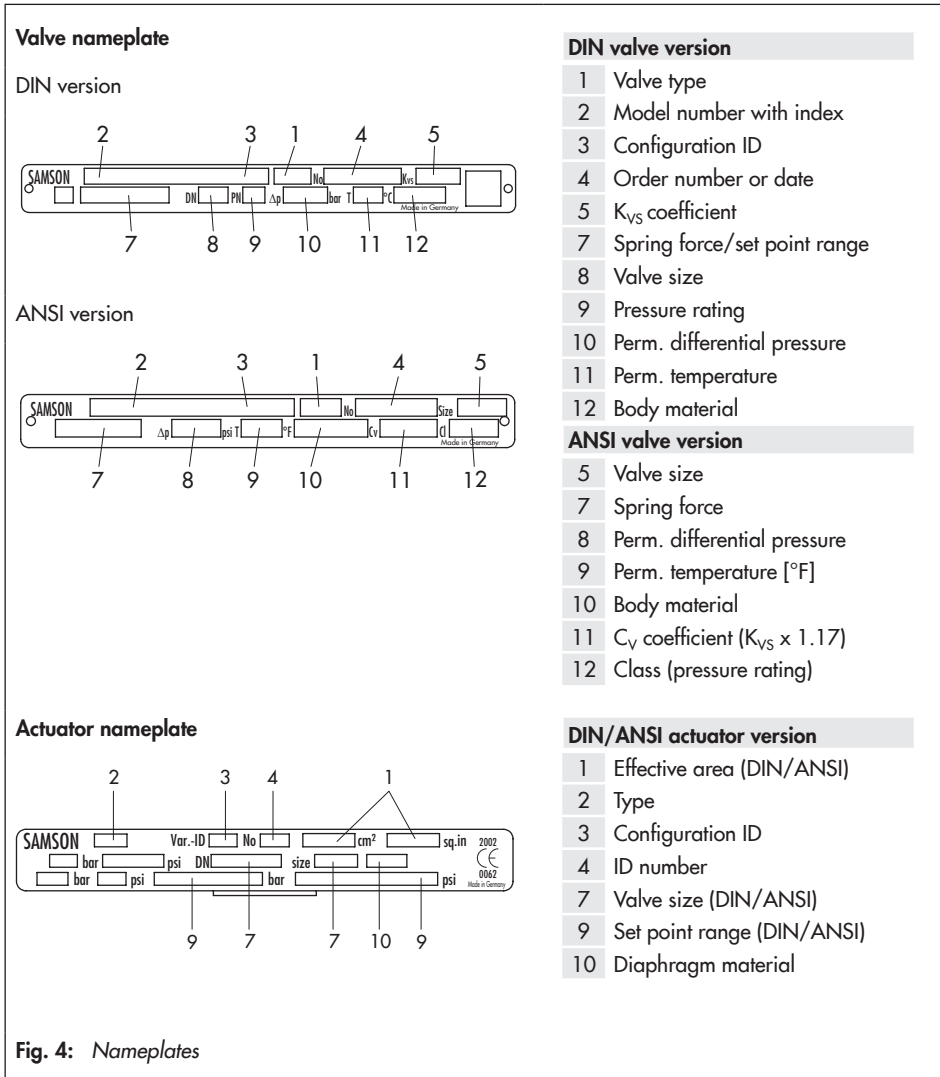 Valve nameplate
DIN version
2 3 1 4 5
SAMSON No Kvs
DN PN Δp bar T °C
Made in Germany
7 8 9 10 11 12
ANSI version
2 3 1 4 5
SAMSON No Size
Δp psi T °F Cv Cl
Made in Germany
7 8 9 10 11 12
DIN valve version
1 Valve type
2 Model number with index
3 Configuration ID
4 Order number or date
5 KVS coefficient
7 Spring force/set point range
8 Valve size
9 Pressure rating
10 Perm. differential pressure
11 Perm. temperature
12 Body material
ANSI valve version
5 Valve size
7 Spring force
8 Perm. differential pressure
9 Perm. temperature [°F]
10 Body material
11 CV coefficient (KVS x 1.17)
12 Class (pressure rating)
Actuator nameplate
2 3 4 1
SAMSON Var.-ID No cm² sq.in 2002
bar psi DN size CE
0062
bar psi bar psi Made in Germany
9 7 7 10 9
DIN/ANSI actuator version
1 Effective area (DIN/ANSI)
2 Type
3 Configuration ID
4 ID number
7 Valve size (DIN/ANSI)
9 Set point range (DIN/ANSI)
10 Diaphragm material
Fig. 4: Nameplates